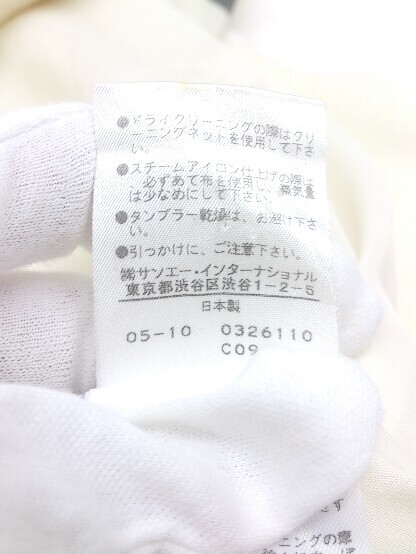 ●ドライクリーニングの際はクリ
ーニングネットを使用して下さ
い。
●スチームアイロン仕上げの際は
必ずあて布を使用し、蒸気量
は少なめにして下さい。
●タンブラー乾燥は、お避け下さ
い。
●引っかけに、ご注意下さい。
㈱サンエー・インターナショナル
東京都渋谷区渋谷1-2-5
日本製
05-10 0326110
C09
ニングの際